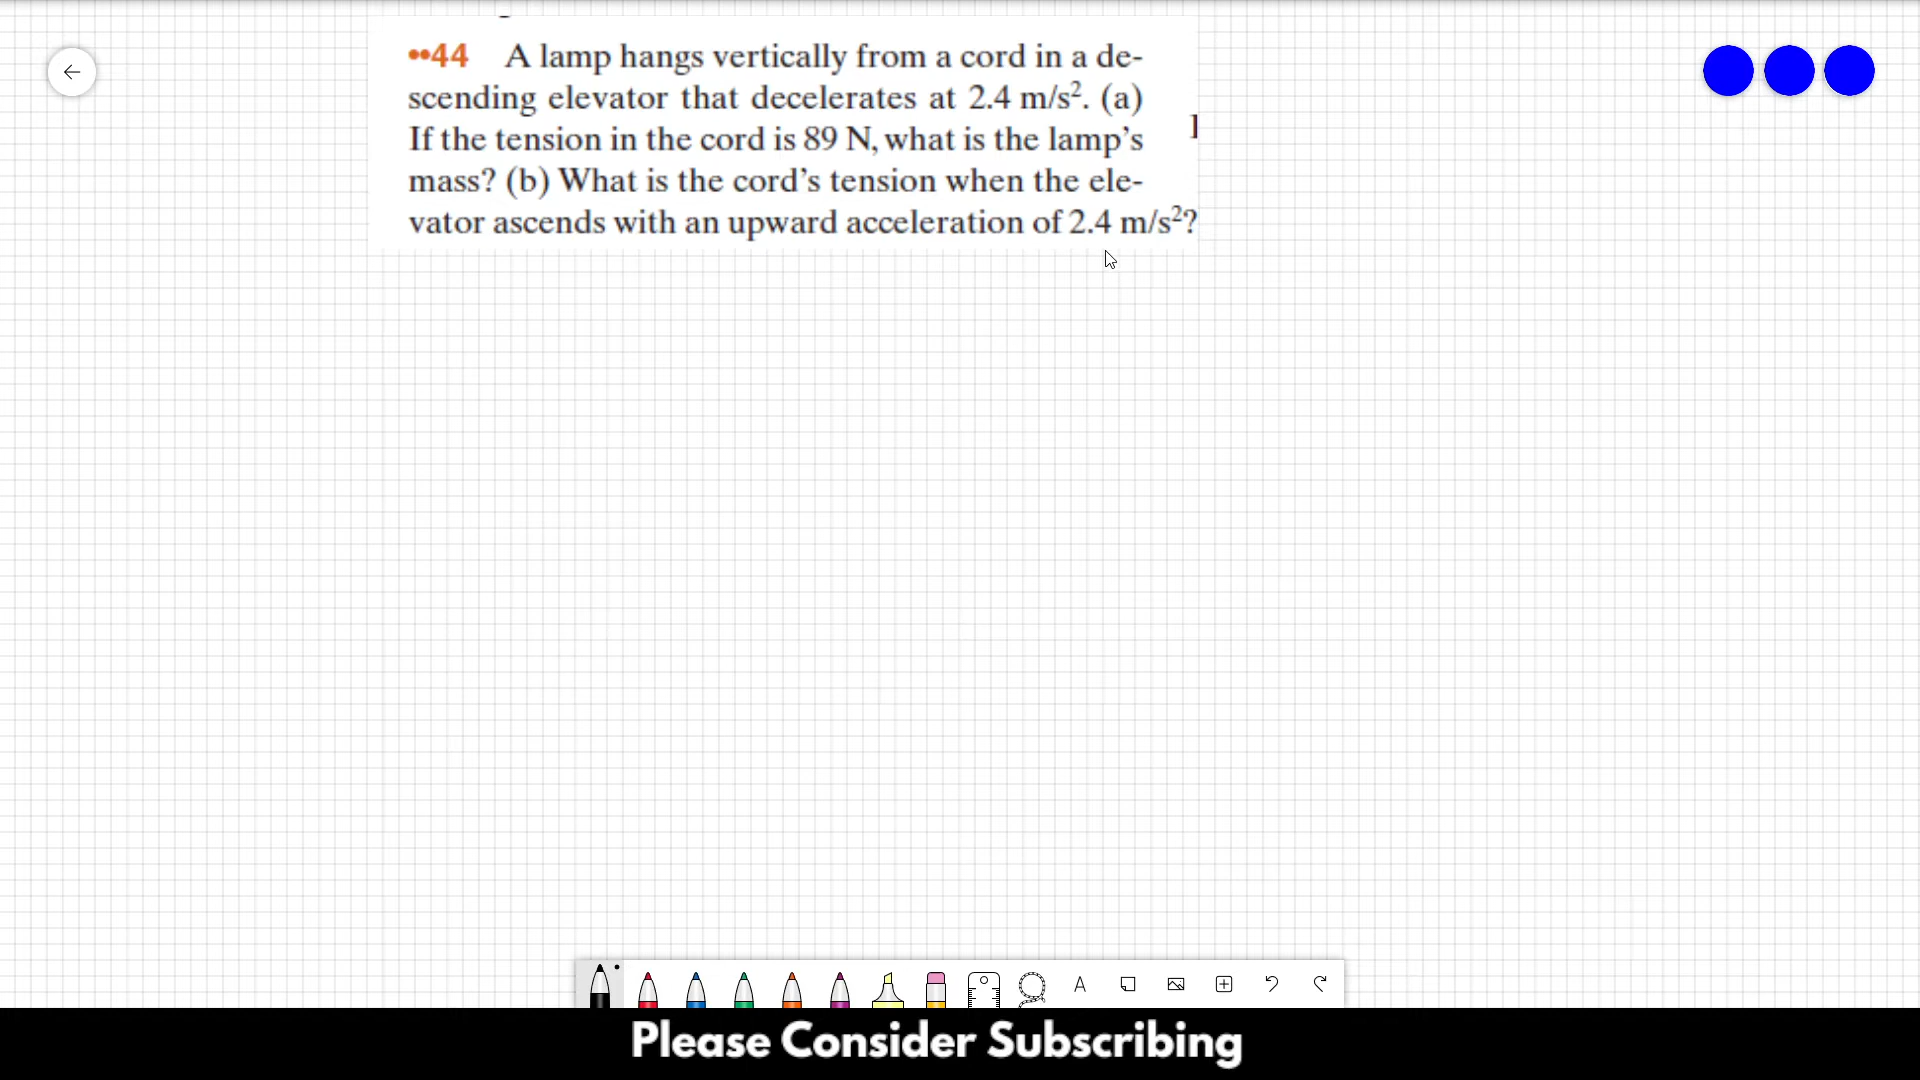 ••44 A lamp hangs vertically from a cord in a de-
scending elevator that decelerates at 2.4 m/s². (a)
If the tension in the cord is 89 N, what is the lamp's
mass? (b) What is the cord's tension when the ele-
vator ascends with an upward acceleration of 2.4 m/s²?
A
Please Consider Subscribing